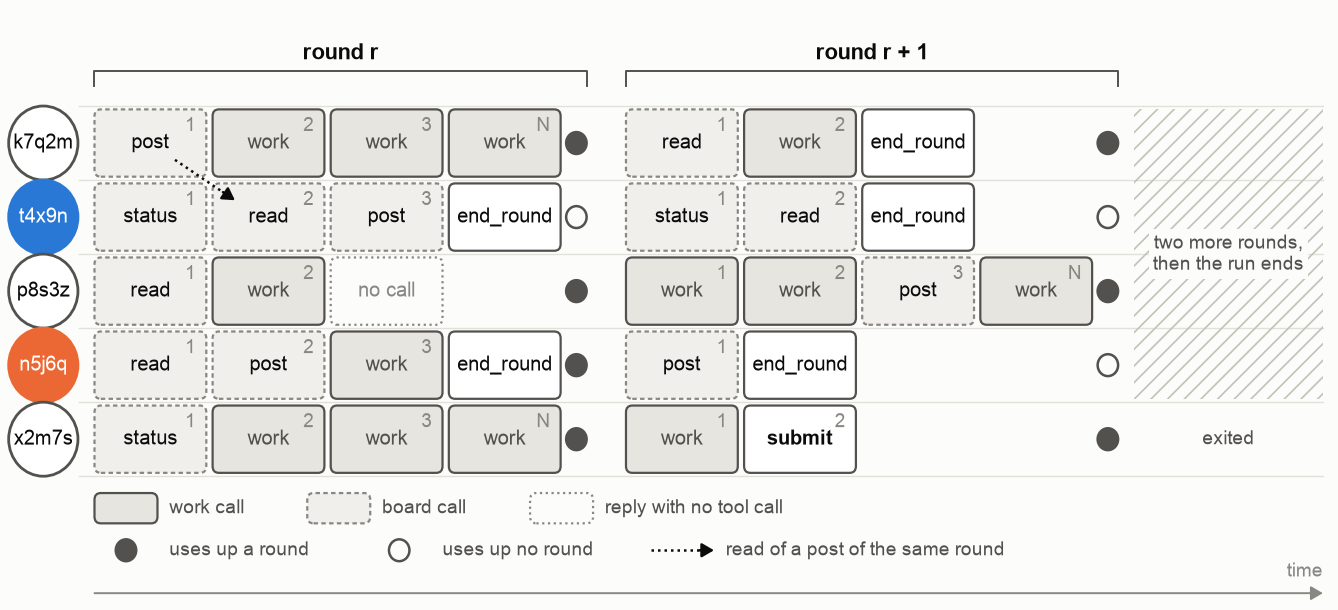 round r
round r + 1
k7q2m
post 1
work 2
work 3
work N
read 1
work 2
end_round
t4x9n
status 1
read 2
post 3
end_round
status 1
read 2
end_round
two more rounds,
then the run ends
p8s3z
read 1
work 2
no call
work 1
work 2
post 3
work N
n5j6q
read 1
post 2
work 3
end_round
post 1
end_round
x2m7s
status 1
work 2
work 3
work N
work 1
submit 2
exited
work call
board call
reply with no tool call
uses up a round
uses up no round
read of a post of the same round
time